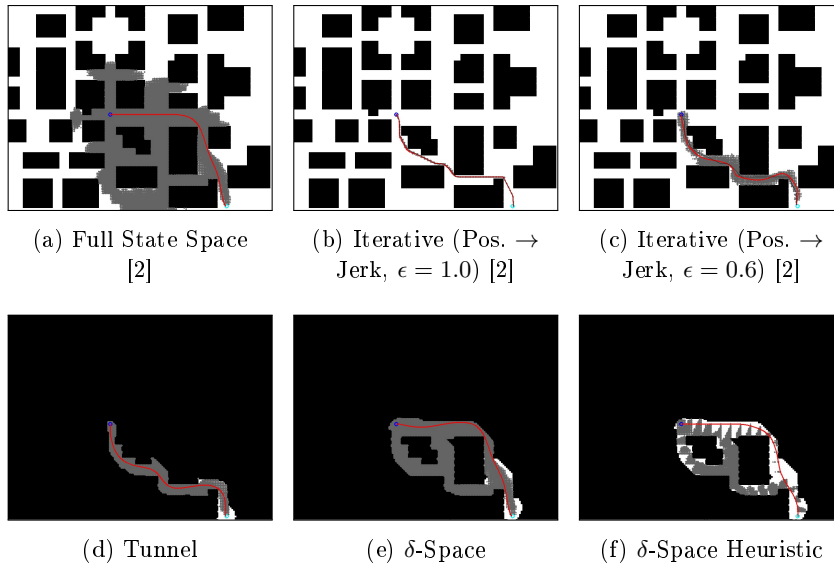 (a) Full State Space
[2]
(b) Iterative (Pos. →
Jerk, ϵ = 1.0) [2]
(c) Iterative (Pos. →
Jerk, ϵ = 0.6) [2]
(d) Tunnel
(e) δ-Space
(f) δ-Space Heuristic